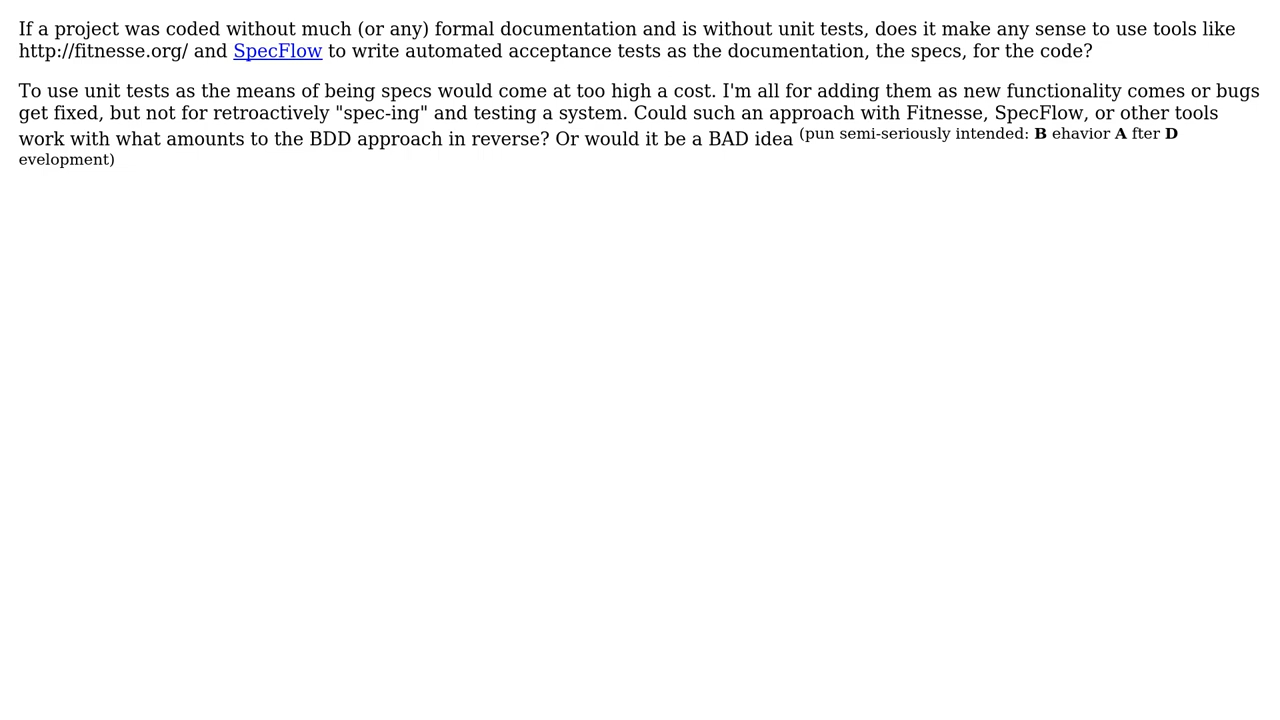 If a project was coded without much (or any) formal documentation and is without unit tests, does it make any sense to use tools like
http://fitnesse.org/ and SpecFlow to write automated acceptance tests as the documentation, the specs, for the code?
To use unit tests as the means of being specs would come at too high a cost. I'm all for adding them as new functionality comes or bugs
get fixed, but not for retroactively "spec-ing" and testing a system. Could such an approach with Fitnesse, SpecFlow, or other tools
work with what amounts to the BDD approach in reverse? Or would it be a BAD idea (pun semi-seriously intended: B ehavior A fter D
evelopment)